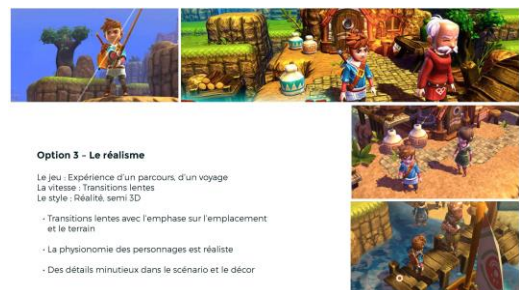 Option 3 – Le réalisme
Le jeu : Expérience d'un parcours, d'un voyage
La vitesse : Transitions lentes
Le style : Réalité, semi 3D
- Transitions lentes avec l'emphase sur l'emplacement
et le terrain
- La physionomie des personnages est réaliste
- Des détails minutieux dans le scénario et le décor